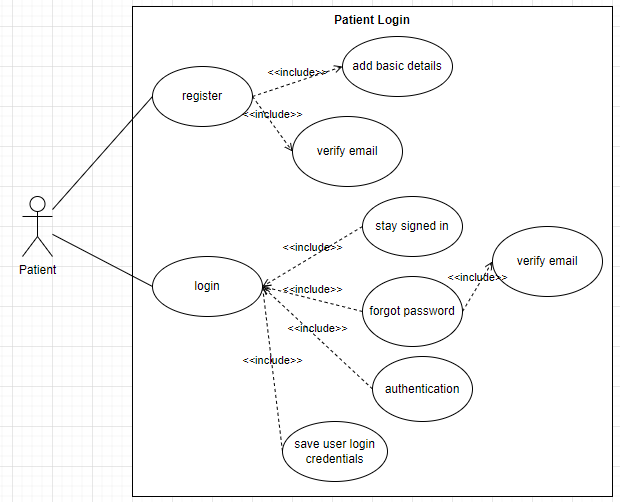 Patient Login
add basic details
<<include>>
register
<<include>>
verify email
stay signed in
<<include>>
verify email
Patient
login
<<include>>
<<include>>
forgot password
<<include>>
authentication
<<include>>
save user login
credentials